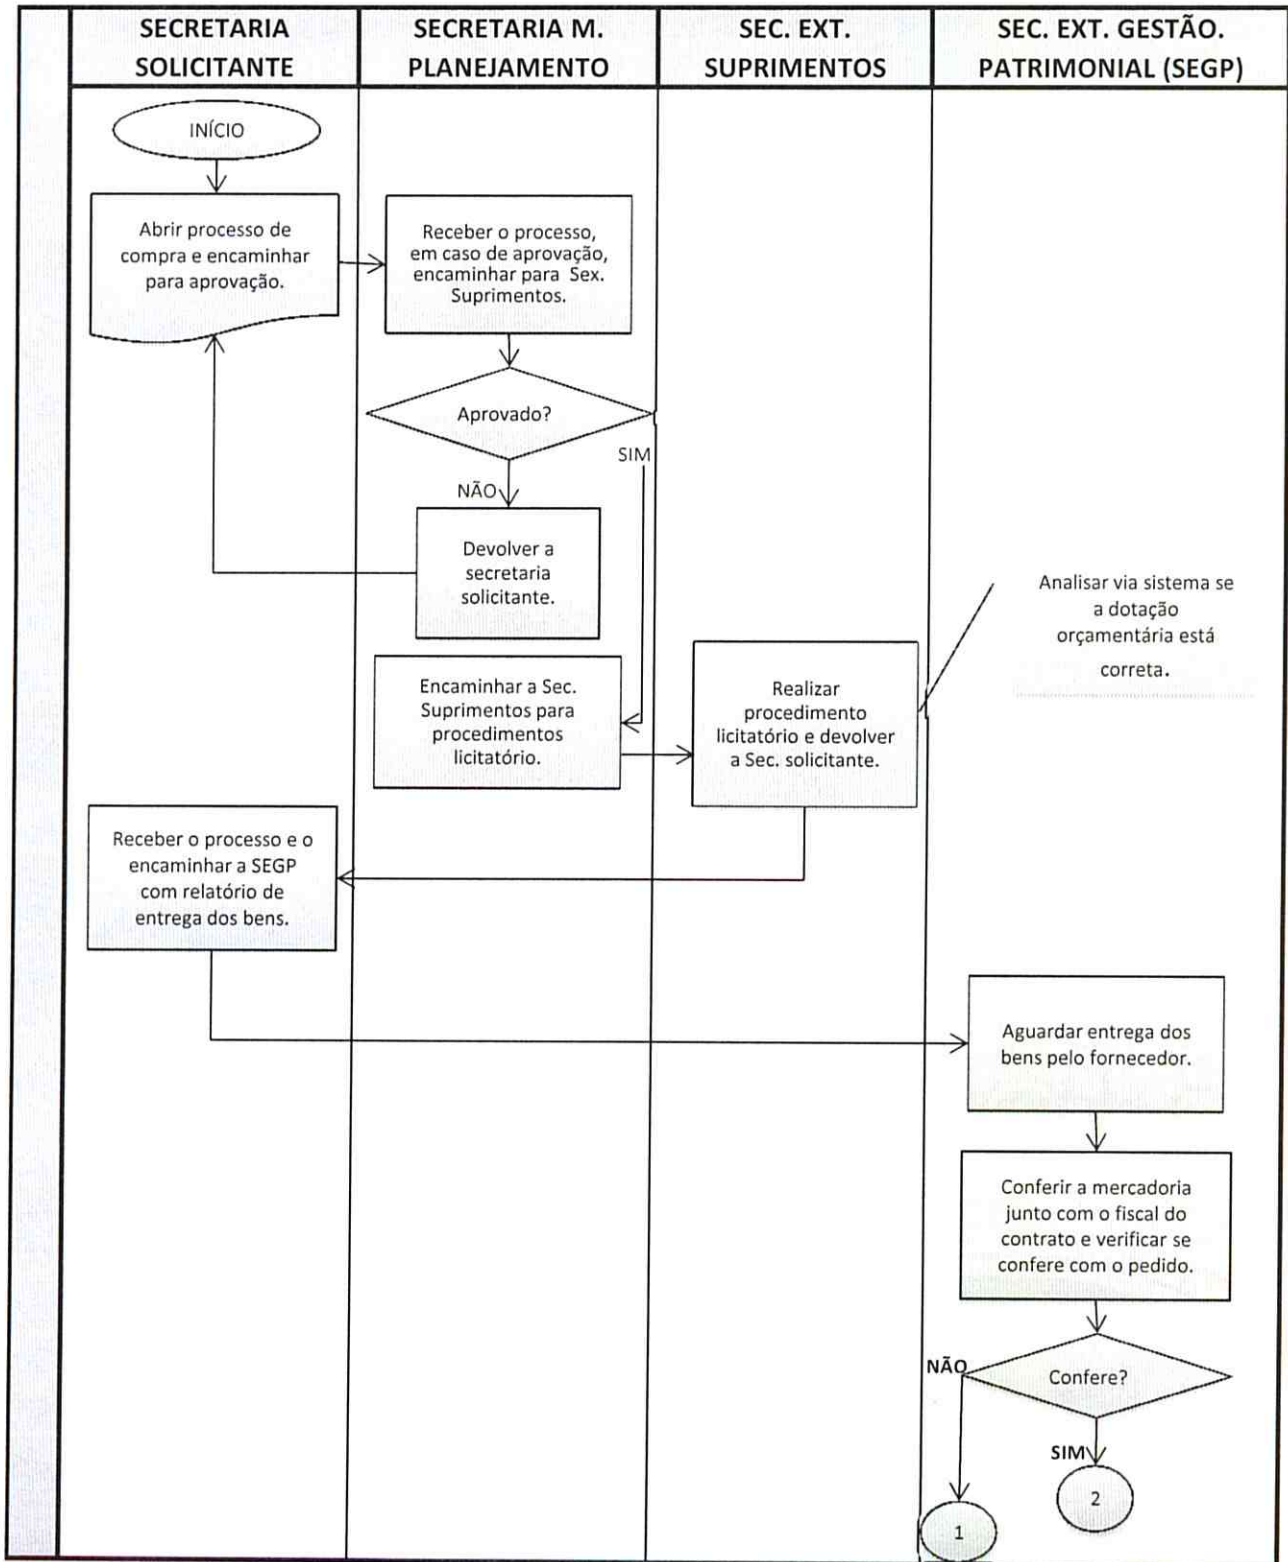 SECRETARIA
SOLICITANTE
SECRETARIA M.
PLANEJAMENTO
SEC. EXT.
SUPRIMENTOS
SEC. EXT. GESTÃO.
PATRIMONIAL (SEGP)
INÍCIO
Abrir processo de
compra e encaminhar
para aprovação.
Receber o processo,
em caso de aprovação,
encaminhar para Sex.
Suprimentos.
Aprovado?
SIM
NÃO
Devolver a
secretaria
solicitante.
Analisar via sistema se
a dotação
orçamentária está
correta.
Encaminhar a Sec.
Suprimentos para
procedimentos
licitatório.
Realizar
procedimento
licitatório e devolver
a Sec. solicitante.
Receber o processo e o
encaminhar a SEGP
com relatório de
entrega dos bens.
Aguardar entrega dos
bens pelo fornecedor.
Conferir a mercadoria
junto com o fiscal do
contrato e verificar se
confere com o pedido.
NÃO
Confere?
SIM
2
1